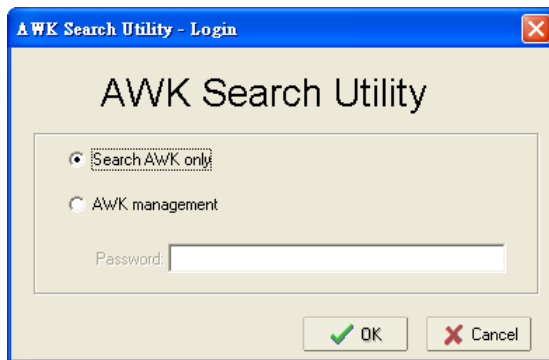 AWK Search Utility - Login
AWK Search Utility
Search AWK only
AWK management
Password:
OK
Cancel